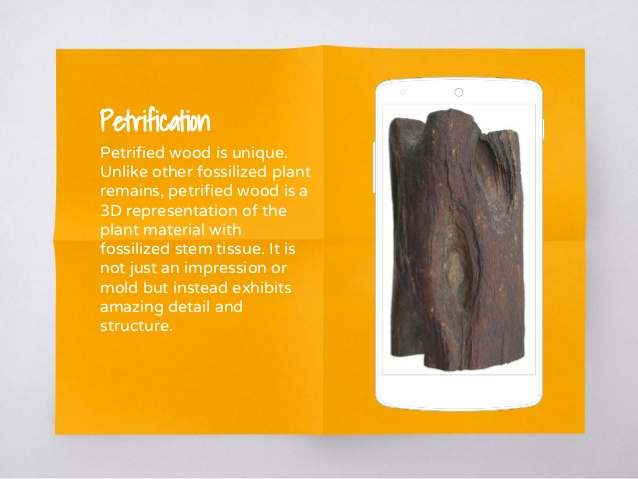 Petrification
Petrified wood is unique.
Unlike other fossilized plant
remains, petrified wood is a
3D representation of the
plant material with
fossilized stem tissue. It is
not just an impression or
mold but instead exhibits
amazing detail and
structure.